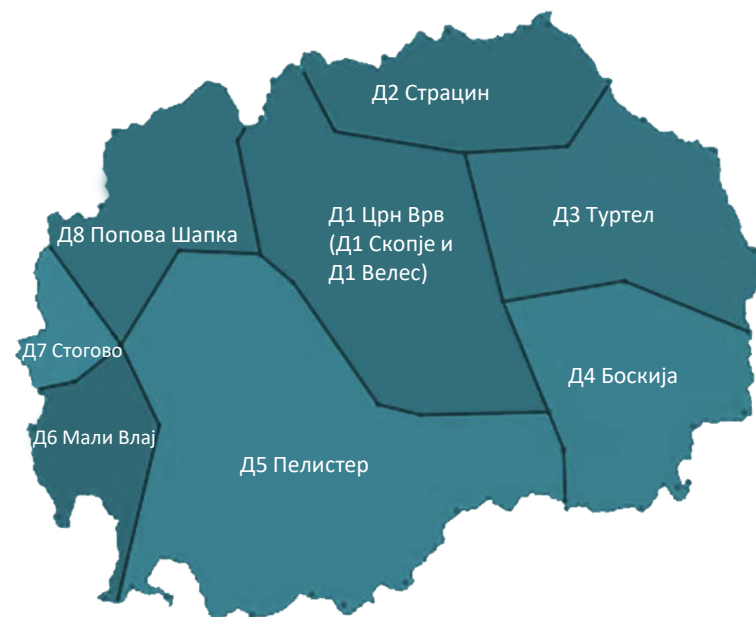 Д2 Страцин
Д1 Црн Врв
(Д1 Скопје и
Д1 Велес)
Д3 Туртел
Д8 Попова Шапка
Д7 Стогово
Д4 Боскија
Д6 Мали Влај
Д5 Пелистер